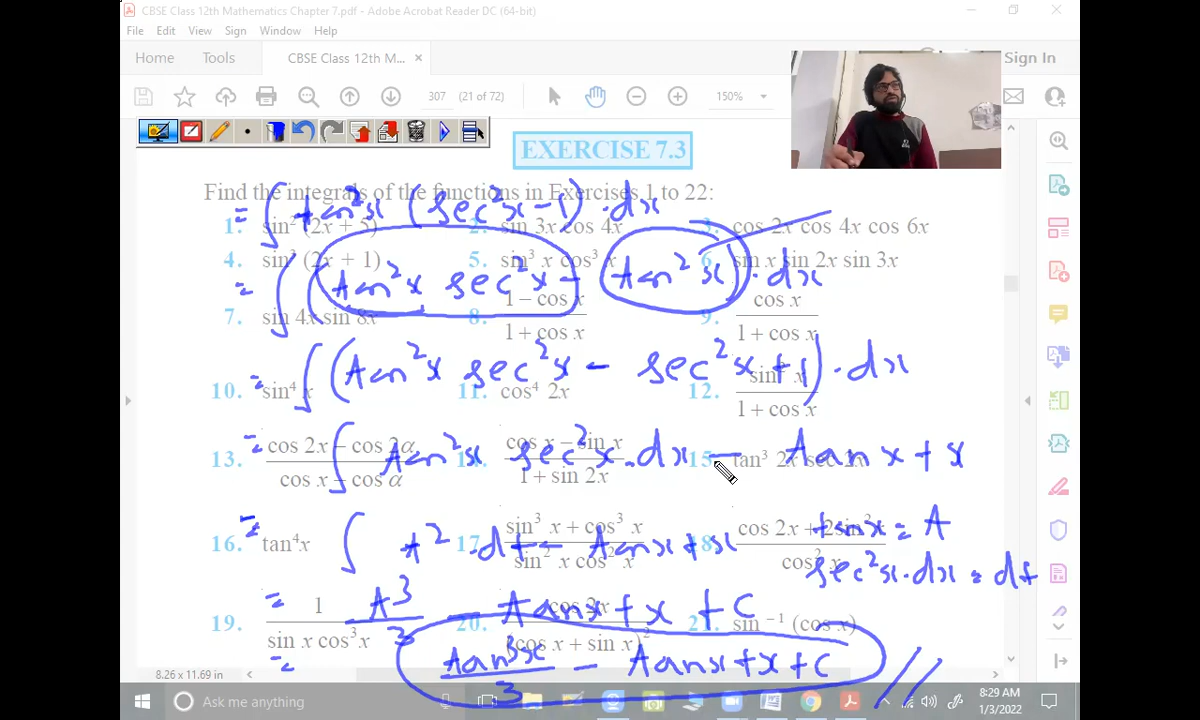 CBSE Class 12th Mathematics Chapter 7.pdf - Adobe Acrobat Reader DC (64-bit)
File Edit View Sign Window Help
Home Tools CBSE Class 12th M... × Sign In
307 (21 of 72) 150%
EXERCISE 7.3
Find the integrals of the functions in Exercises 1 to 22:
= ∫ tan²x (sec²x - 1) · dx
1. sin² (2x + 5) 2. sin 3x cos 4x 3. cos 2x cos 4x cos 6x
4. sin³ (2x + 1) 5. sin³ x cos³ x 6. sin x sin 2x sin 3x
= ∫ (tan²x sec²x - tan²x) · dx
7. sin 4x sin 8x 8. (1 - cos x)/(1 + cos x) 9. cos x/(1 + cos x)
= ∫ (tan²x sec²x - sec²x + 1) · dx
10. sin⁴ x 11. cos⁴ 2x 12. sin² x/(1 + cos x)
= ∫ tan²x sec²x · dx - tanx + x
13. (cos 2x - cos 2α)/(cos x - cos α) (cos x - sin x)/(1 + sin 2x) 15. tan³ 2x sec 2x
= ∫ t² · dt - tanx + x
tanx = t
sec²x · dx = dt
16. tan⁴x 17. (sin³ x + cos³ x)/(sin² x cos² x) 18. (cos 2x + 2sin² x)/cos² x
= t³/3 - tanx + x + c
19. 1/(sin x cos³ x) 20. cos 2x/(cos x + sin x)² 21. sin⁻¹ (cos x)
= tan³x/3 - tanx + x + c //
8.26 x 11.69 in
Ask me anything
8:29 AM
1/3/2022